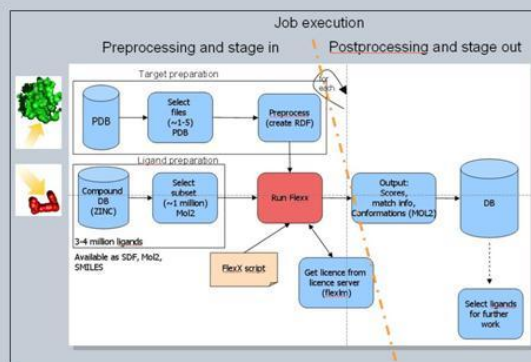 Job execution
Preprocessing and stage in
Postprocessing and stage out
Target preparation
for
each
PDB
Select
files
(~1-5)
PDB
Preprocess
(create RDF)
Ligand preparation
Compound
DB
(ZINC)
Select
subset
(~1 million)
Mol2
Run Flexx
Output:
Scores,
match info,
Conformations (MOL2)
DB
3-4 million ligands
Available as SDF, Mol2,
SMILES
FlexX script
Get licence from
licence server
(flexlm)
Select ligands
for further
work